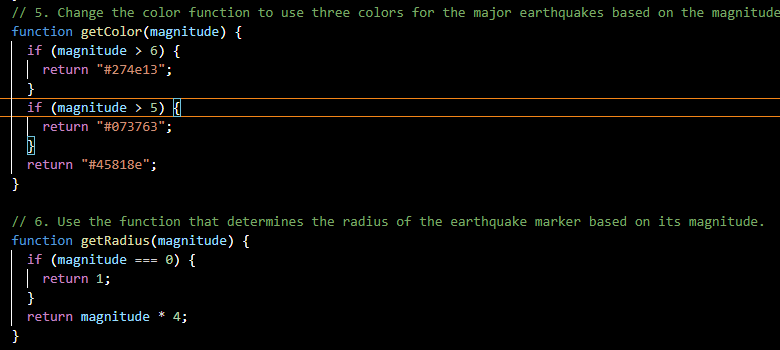 // 5. Change the color function to use three colors for the major earthquakes based on the magnitude
function getColor(magnitude) {
  if (magnitude > 6) {
    return "#274e13";
  }
  if (magnitude > 5) {
    return "#073763";
  }
  return "#45818e";
}

// 6. Use the function that determines the radius of the earthquake marker based on its magnitude.
function getRadius(magnitude) {
  if (magnitude === 0) {
    return 1;
  }
  return magnitude * 4;
}